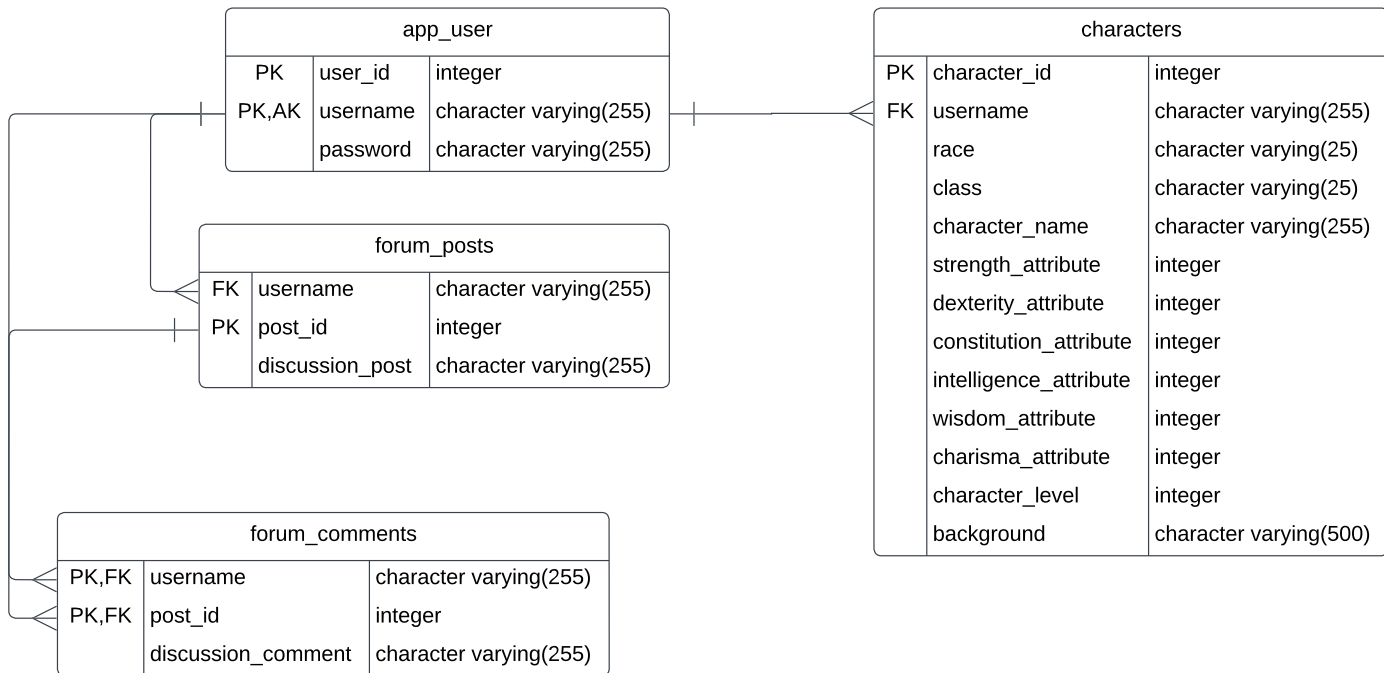 app_user
PK user_id integer
PK,AK username character varying(255)
password character varying(255)
characters
PK character_id integer
FK username character varying(255)
race character varying(25)
class character varying(25)
character_name character varying(255)
strength_attribute integer
dexterity_attribute integer
constitution_attribute integer
intelligence_attribute integer
wisdom_attribute integer
charisma_attribute integer
character_level integer
background character varying(500)
forum_posts
FK username character varying(255)
PK post_id integer
discussion_post character varying(255)
forum_comments
PK,FK username character varying(255)
PK,FK post_id integer
discussion_comment character varying(255)